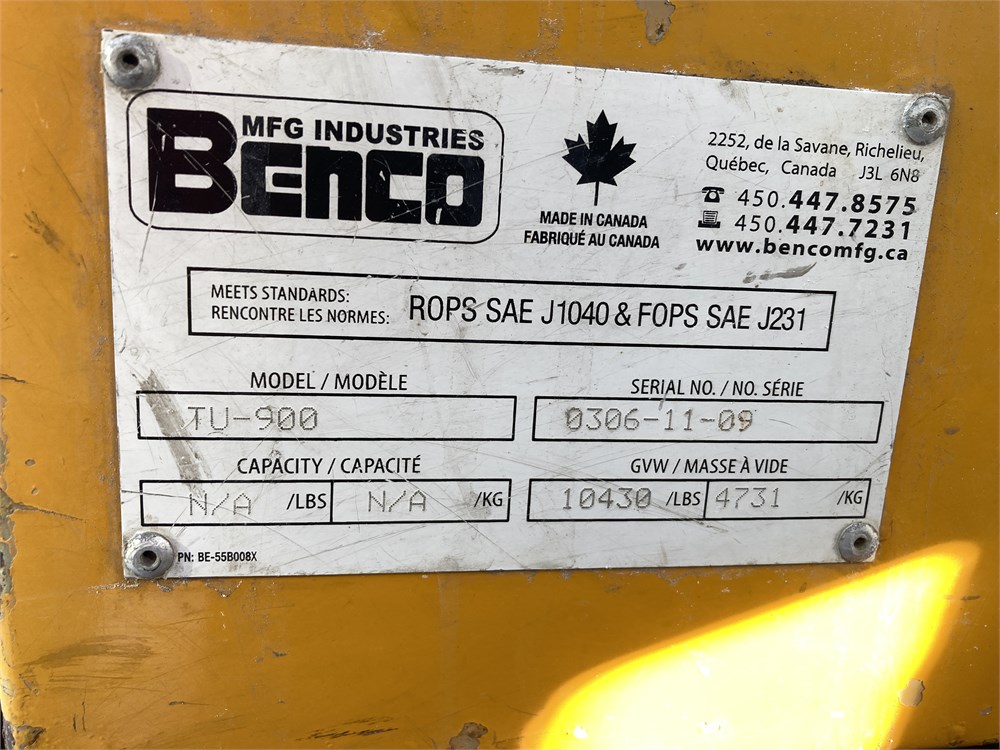 MFG INDUSTRIES
BENCO
MADE IN CANADA
FABRIQUÉ AU CANADA
2252, de la Savane, Richelieu,
Québec, Canada J3L 6N8
☎ 450.447.8575
450.447.7231
www.bencomfg.ca
MEETS STANDARDS:
RENCONTRE LES NORMES:
ROPS SAE J1040 & FOPS SAE J231
MODEL / MODÈLE
TU-900
SERIAL NO. / NO. SÉRIE
0306-11-09
CAPACITY / CAPACITÉ
N/A /LBS N/A /KG
GVW / MASSE À VIDE
10430 /LBS 4731 /KG
PN: BE-55B008X